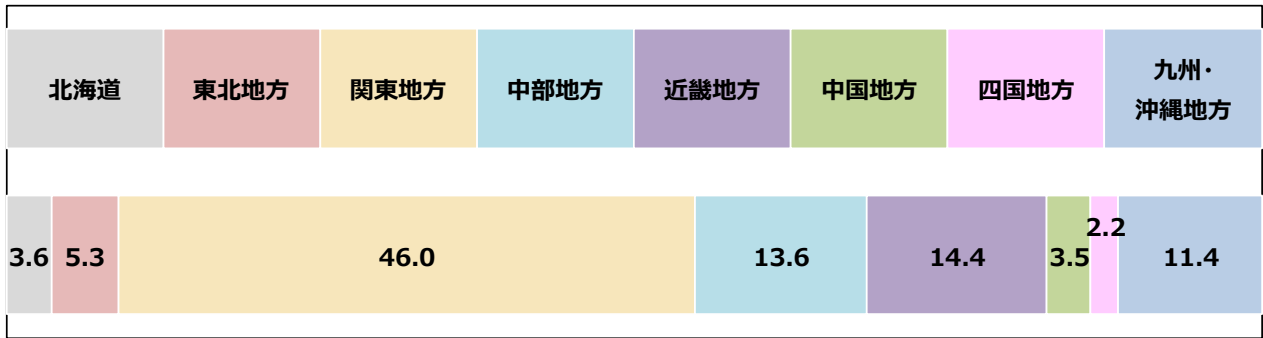 北海道
東北地方
関東地方
中部地方
近畿地方
中国地方
四国地方
九州・
沖縄地方
3.6
5.3
46.0
13.6
14.4
3.5
2.2
11.4